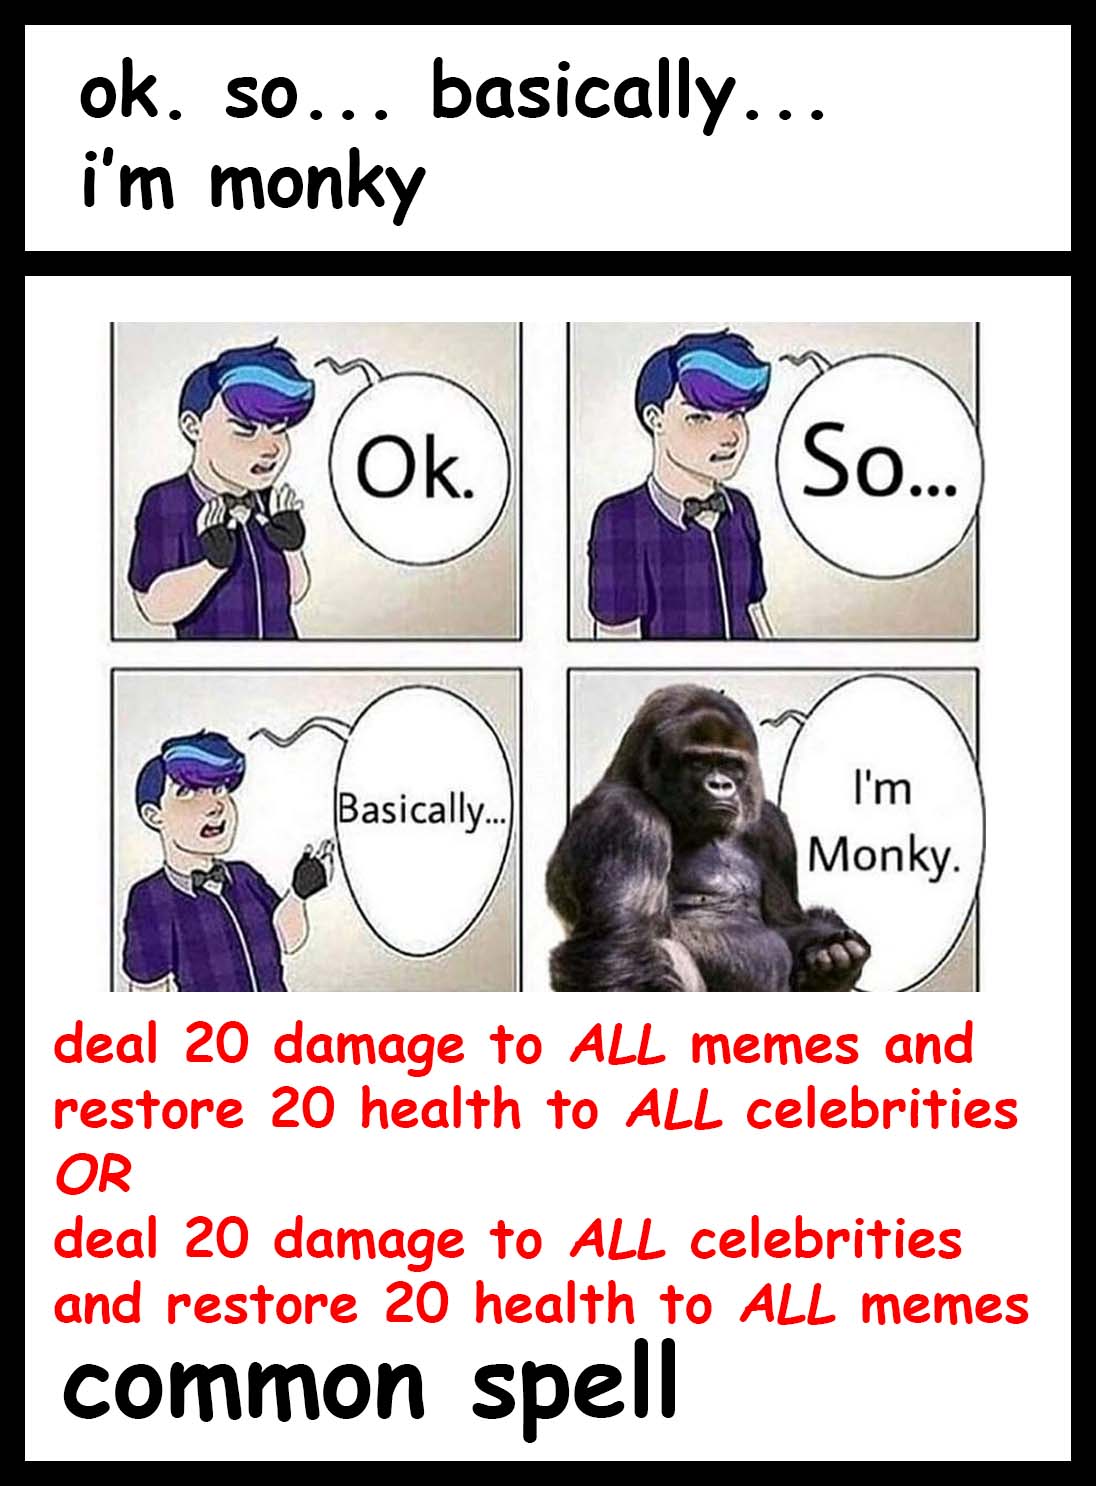 ok. so... basically...
i'm monky
Ok.
So...
Basically...
I'm
Monky.
deal 20 damage to ALL memes and
restore 20 health to ALL celebrities
OR
deal 20 damage to ALL celebrities
and restore 20 health to ALL memes
common spell